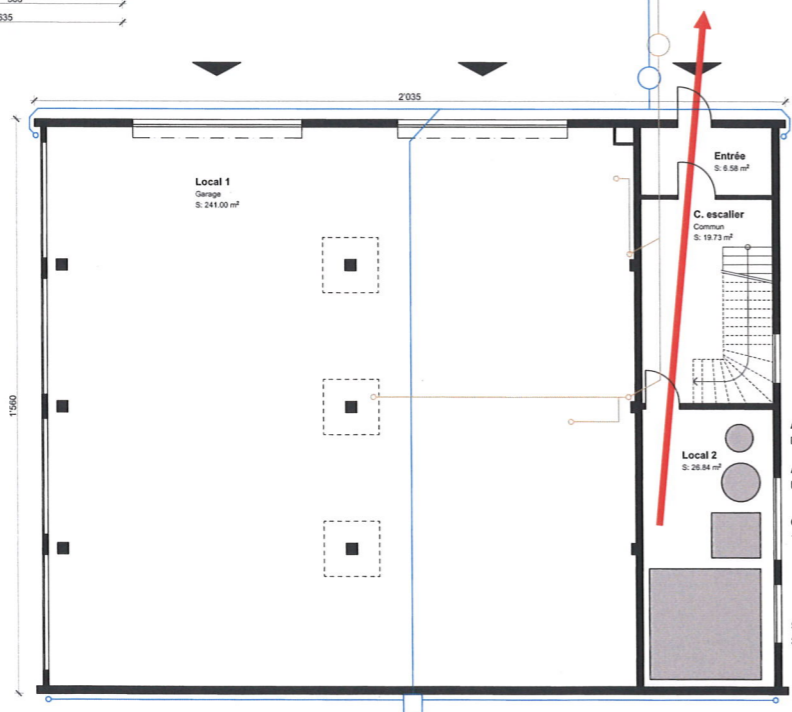 635
2'035
Entrée
S: 6.58 m²
Local 1
Garage
S: 241.00 m²
C. escalier
Commun
S: 19.73 m²
1'560
Local 2
S: 26.84 m²